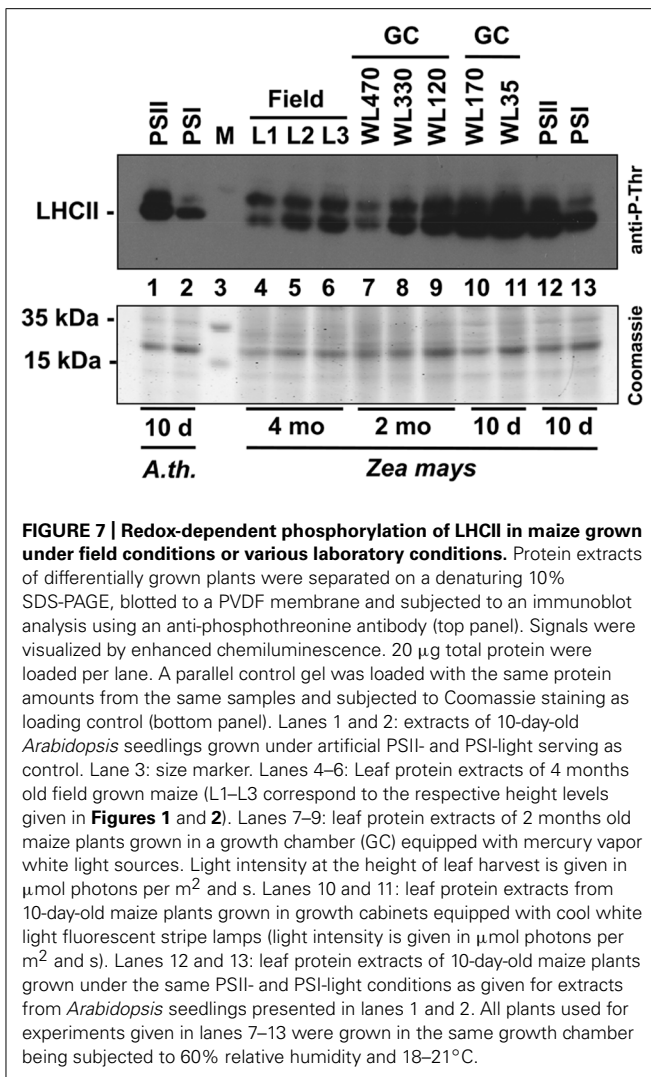 GC GC
PSII PSI M Field L1 L2 L3 WL470 WL330 WL120 WL170 WL35 PSII PSI
LHCII -
anti-P-Thr
1 2 3 4 5 6 7 8 9 10 11 12 13
35 kDa -
15 kDa -
Coomassie
10 d 4 mo 2 mo 10 d 10 d
A.th. Zea mays
FIGURE 7 | Redox-dependent phosphorylation of LHCII in maize grown
under field conditions or various laboratory conditions. Protein extracts
of differentially grown plants were separated on a denaturing 10%
SDS-PAGE, blotted to a PVDF membrane and subjected to an immunoblot
analysis using an anti-phosphothreonine antibody (top panel). Signals were
visualized by enhanced chemiluminescence. 20 μg total protein were
loaded per lane. A parallel control gel was loaded with the same protein
amounts from the same samples and subjected to Coomassie staining as
loading control (bottom panel). Lanes 1 and 2: extracts of 10-day-old
Arabidopsis seedlings grown under artificial PSII- and PSI-light serving as
control. Lane 3: size marker. Lanes 4–6: Leaf protein extracts of 4 months
old field grown maize (L1–L3 correspond to the respective height levels
given in Figures 1 and 2). Lanes 7–9: leaf protein extracts of 2 months old
maize plants grown in a growth chamber (GC) equipped with mercury vapor
white light sources. Light intensity at the height of leaf harvest is given in
μmol photons per m² and s. Lanes 10 and 11: leaf protein extracts from
10-day-old maize plants grown in growth cabinets equipped with cool white
light fluorescent stripe lamps (light intensity is given in μmol photons per
m² and s). Lanes 12 and 13: leaf protein extracts of 10-day-old maize plants
grown under the same PSII- and PSI-light conditions as given for extracts
from Arabidopsis seedlings presented in lanes 1 and 2. All plants used for
experiments given in lanes 7–13 were grown in the same growth chamber
being subjected to 60% relative humidity and 18–21°C.